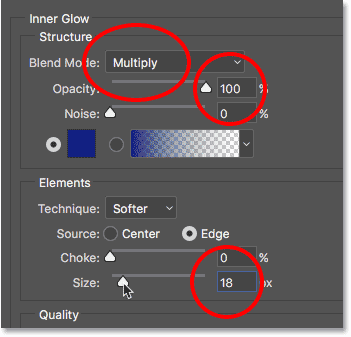 Inner Glow
Structure
Blend Mode: Multiply
Opacity: 100 %
Noise: 0 %
Elements
Technique: Softer
Source: Center Edge
Choke: 0 %
Size: 18 px
Quality